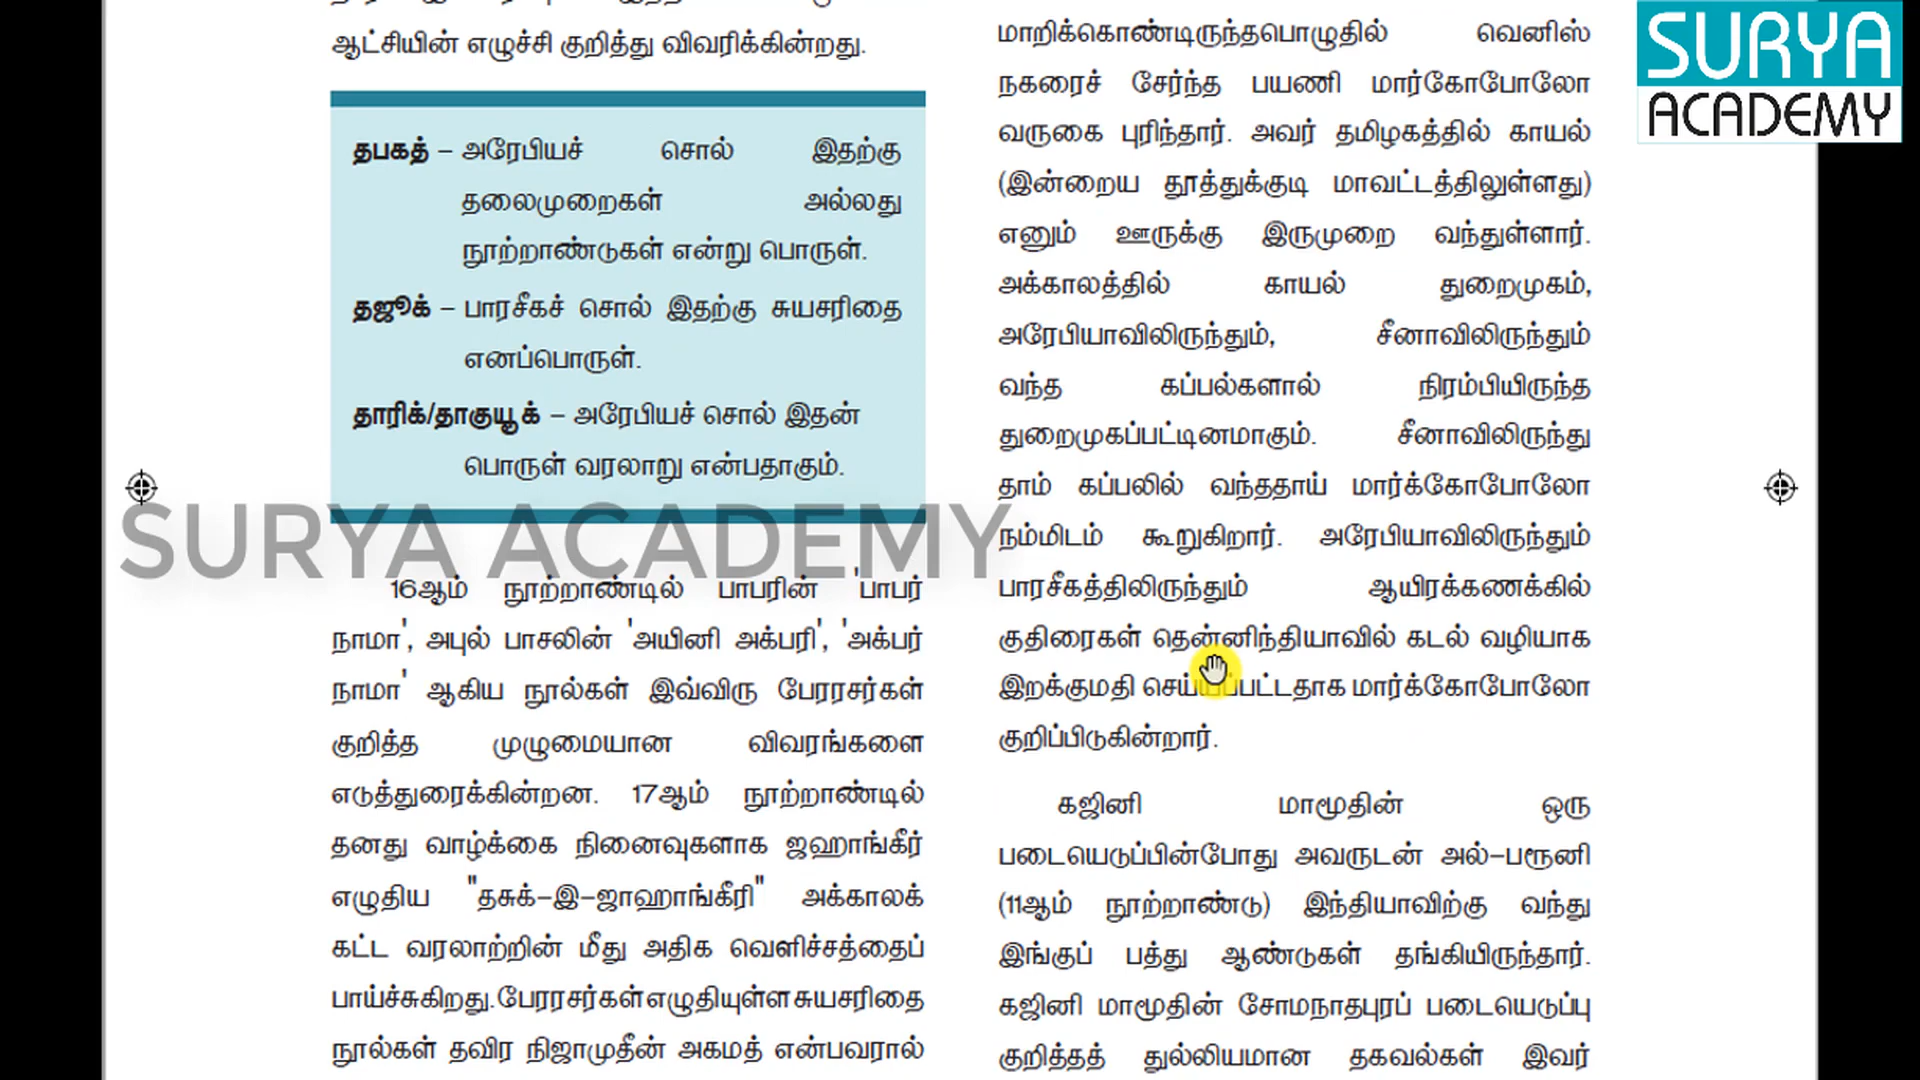 ஆட்சியின் எழுச்சி குறித்து விவரிக்கின்றது.
தபகத் – அரேபியச் சொல் இதற்கு
தலைமுறைகள் அல்லது
நூற்றாண்டுகள் என்று பொருள்.
தஜூக் – பாரசீகச் சொல் இதற்கு சுயசரிதை
எனப்பொருள்.
தாரிக்/தாகுயூக் – அரேபியச் சொல் இதன்
பொருள் வரலாறு என்பதாகும்.
SURYA ACADEMY
16ஆம் நூற்றாண்டில் பாபரின் 'பாபர்
நாமா', அபுல் பாசலின் 'அயினி அக்பரி', 'அக்பர்
நாமா' ஆகிய நூல்கள் இவ்விரு பேரரசர்கள்
குறித்த முழுமையான விவரங்களை
எடுத்துரைக்கின்றன. 17ஆம் நூற்றாண்டில்
தனது வாழ்க்கை நினைவுகளாக ஜஹாங்கீர்
எழுதிய "தசுக்–இ–ஜாஹாங்கீரி" அக்காலக்
கட்ட வரலாற்றின் மீது அதிக வெளிச்சத்தைப்
பாய்ச்சுகிறது.பேரரசர்கள்எழுதியுள்ளசுயசரிதை
நூல்கள் தவிர நிஜாமுதீன் அகமத் என்பவரால்
மாறிக்கொண்டிருந்தபொழுதில் வெனிஸ்
நகரைச் சேர்ந்த பயணி மார்கோபோலோ
வருகை புரிந்தார். அவர் தமிழகத்தில் காயல்
(இன்றைய தூத்துக்குடி மாவட்டத்திலுள்ளது)
எனும் ஊருக்கு இருமுறை வந்துள்ளார்.
அக்காலத்தில் காயல் துறைமுகம்,
அரேபியாவிலிருந்தும், சீனாவிலிருந்தும்
வந்த கப்பல்களால் நிரம்பியிருந்த
துறைமுகப்பட்டினமாகும். சீனாவிலிருந்து
தாம் கப்பலில் வந்ததாய் மார்க்கோபோலோ
நம்மிடம் கூறுகிறார். அரேபியாவிலிருந்தும்
பாரசீகத்திலிருந்தும் ஆயிரக்கணக்கில்
குதிரைகள் தென்னிந்தியாவில் கடல் வழியாக
இறக்குமதி செய்யப்பட்டதாக மார்க்கோபோலோ
குறிப்பிடுகின்றார்.
கஜினி மாமூதின் ஒரு
படையெடுப்பின்போது அவருடன் அல்–பரூனி
(11ஆம் நூற்றாண்டு) இந்தியாவிற்கு வந்து
இங்குப் பத்து ஆண்டுகள் தங்கியிருந்தார்.
கஜினி மாமூதின் சோமநாதபுரப் படையெடுப்பு
குறித்தத் துல்லியமான தகவல்கள் இவர்
SURYA
ACADEMY